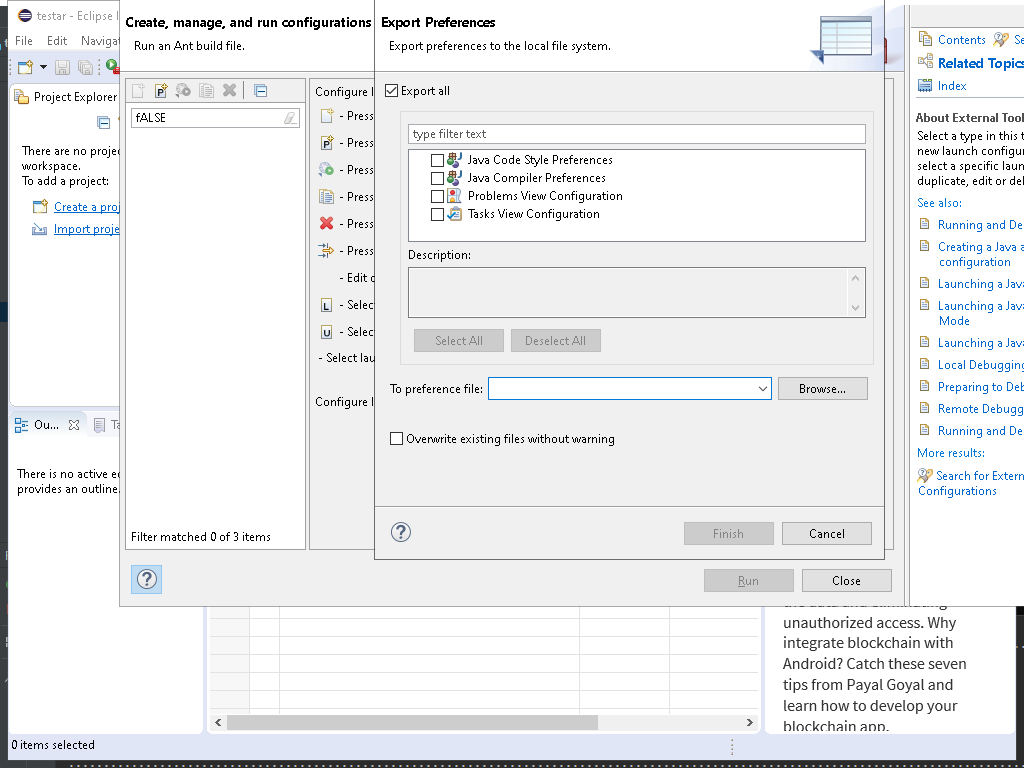 testar - Eclipse I
File Edit Naviga
Project Explorer
There are no proje
workspace.
To add a project:
Create a proj
Import proje
Ou...
Ta
There is no active e
provides an outline.
0 items selected
Create, manage, and run configurations
Run an Ant build file.
fALSE
Filter matched 0 of 3 items
Configure l
- Press
- Press
- Press
- Press
- Press
- Press
- Edit
- Selec
- Selec
- Select lau
Configure l
Run
Close
Export Preferences
Export preferences to the local file system.
Export all
type filter text
Java Code Style Preferences
Java Compiler Preferences
Problems View Configuration
Tasks View Configuration
Description:
Select All
Deselect All
To preference file:
Browse...
Overwrite existing files without warning
Finish
Cancel
Contents Se
Related Topics
Index
About External Tool
Select a type in this t
new launch configur
select a specific laun
duplicate, edit or del
See also:
Running and De
Creating a Java a
configuration
Launching a Java
Launching a Java
Mode
Launching a Java
Local Debugging
Preparing to Deb
Remote Debugg
Running and De
More results:
Search for Extern
Configurations
the data and eliminating
unauthorized access. Why
integrate blockchain with
Android? Catch these seven
tips from Payal Goyal and
learn how to develop your
blockchain app.